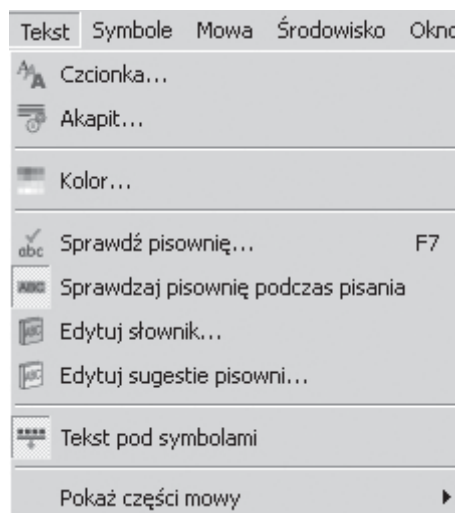 Tekst Symbole Mowa Środowisko Okno
Czcionka...
Akapit...
Kolor...
Sprawdź pisownię... F7
Sprawdzaj pisownię podczas pisania
Edytuj słownik...
Edytuj sugestie pisowni...
Tekst pod symbolami
Pokaż części mowy